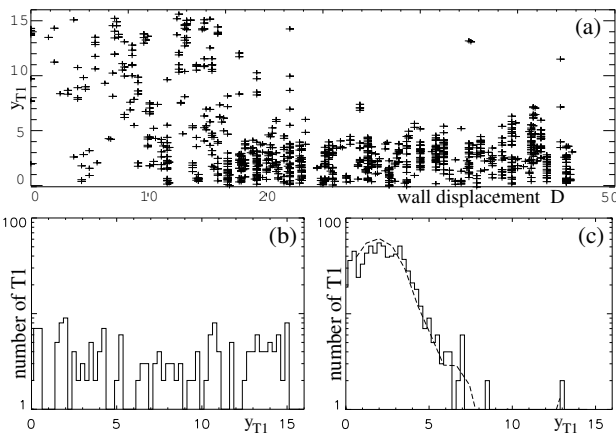 15
(a)
10
y_T1
5
0
0 10 20 wall displacement D 50
100 (b) 100 (c)
10 10
number of T1 number of T1
1 1
0 5 10 y_T1 15 0 5 10 y_T1 15